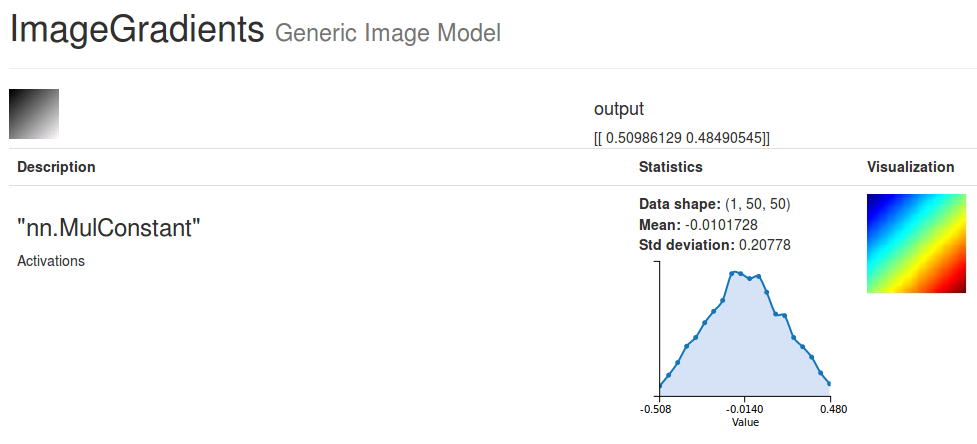 ImageGradients Generic Image Model
output
[[ 0.50986129 0.48490545]]
Description Statistics Visualization
"nn.MulConstant"
Activations
Data shape: (1, 50, 50)
Mean: -0.0101728
Std deviation: 0.20778
-0.508 -0.0140 0.480
Value